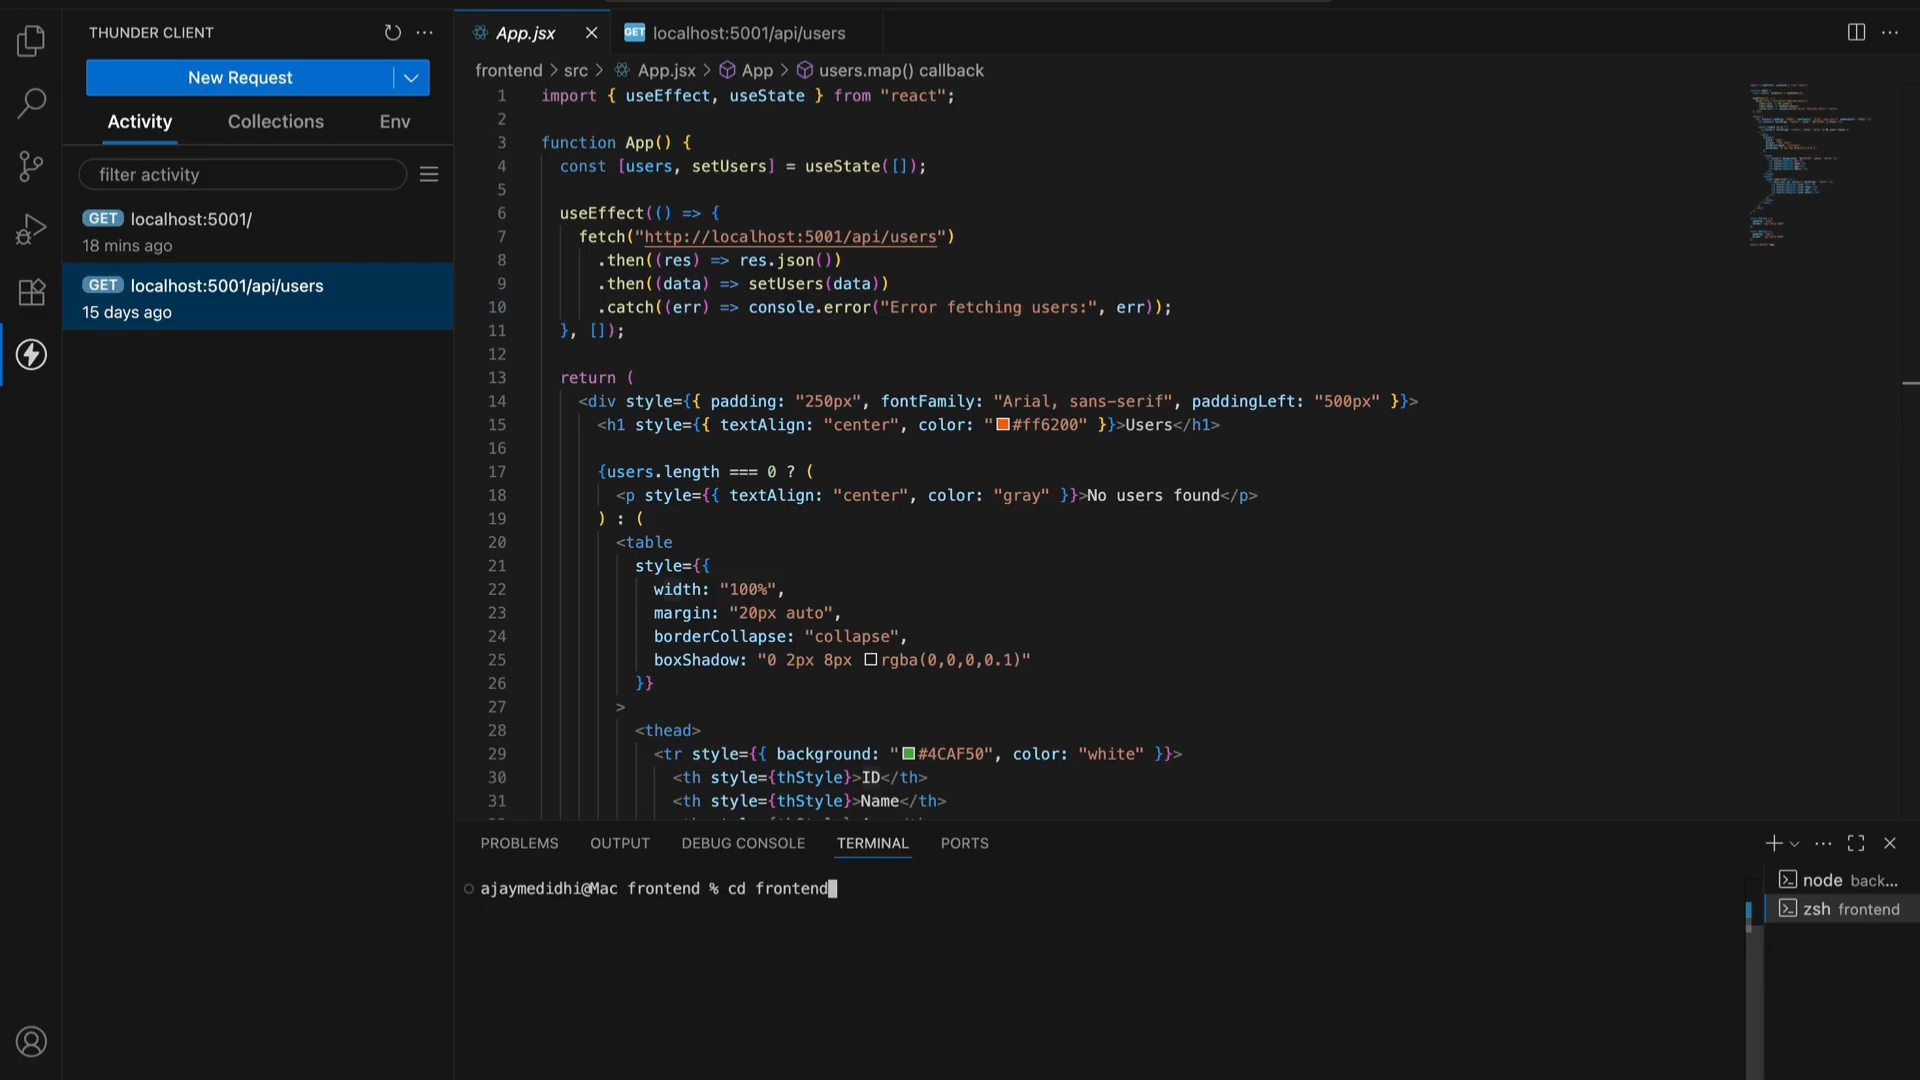 THUNDER CLIENT
New Request
Activity
Collections
Env
filter activity
GET localhost:5001/
18 mins ago
GET localhost:5001/api/users
15 days ago
App.jsx
GET localhost:5001/api/users
frontend > src > App.jsx > App > users.map() callback
1 import { useEffect, useState } from "react";
2
3 function App() {
4 const [users, setUsers] = useState([]);
5
6 useEffect(() => {
7 fetch("http://localhost:5001/api/users")
8 .then((res) => res.json())
9 .then((data) => setUsers(data))
10 .catch((err) => console.error("Error fetching users:", err));
11 }, []);
12
13 return (
14 <div style={{ padding: "250px", fontFamily: "Arial, sans-serif", paddingLeft: "500px" }}>
15 <h1 style={{ textAlign: "center", color: "#ff6200" }}>Users</h1>
16
17 {users.length === 0 ? (
18 <p style={{ textAlign: "center", color: "gray" }}>No users found</p>
19 ) : (
20 <table
21 style={{
22 width: "100%",
23 margin: "20px auto",
24 borderCollapse: "collapse",
25 boxShadow: "0 2px 8px rgba(0,0,0,0.1)"
26 }}
27 >
28 <thead>
29 <tr style={{ background: "#4CAF50", color: "white" }}>
30 <th style={thStyle}>ID</th>
31 <th style={thStyle}>Name</th>
PROBLEMS
OUTPUT
DEBUG CONSOLE
TERMINAL
PORTS
ajaymedidhi@Mac frontend % cd frontend
node back...
zsh frontend